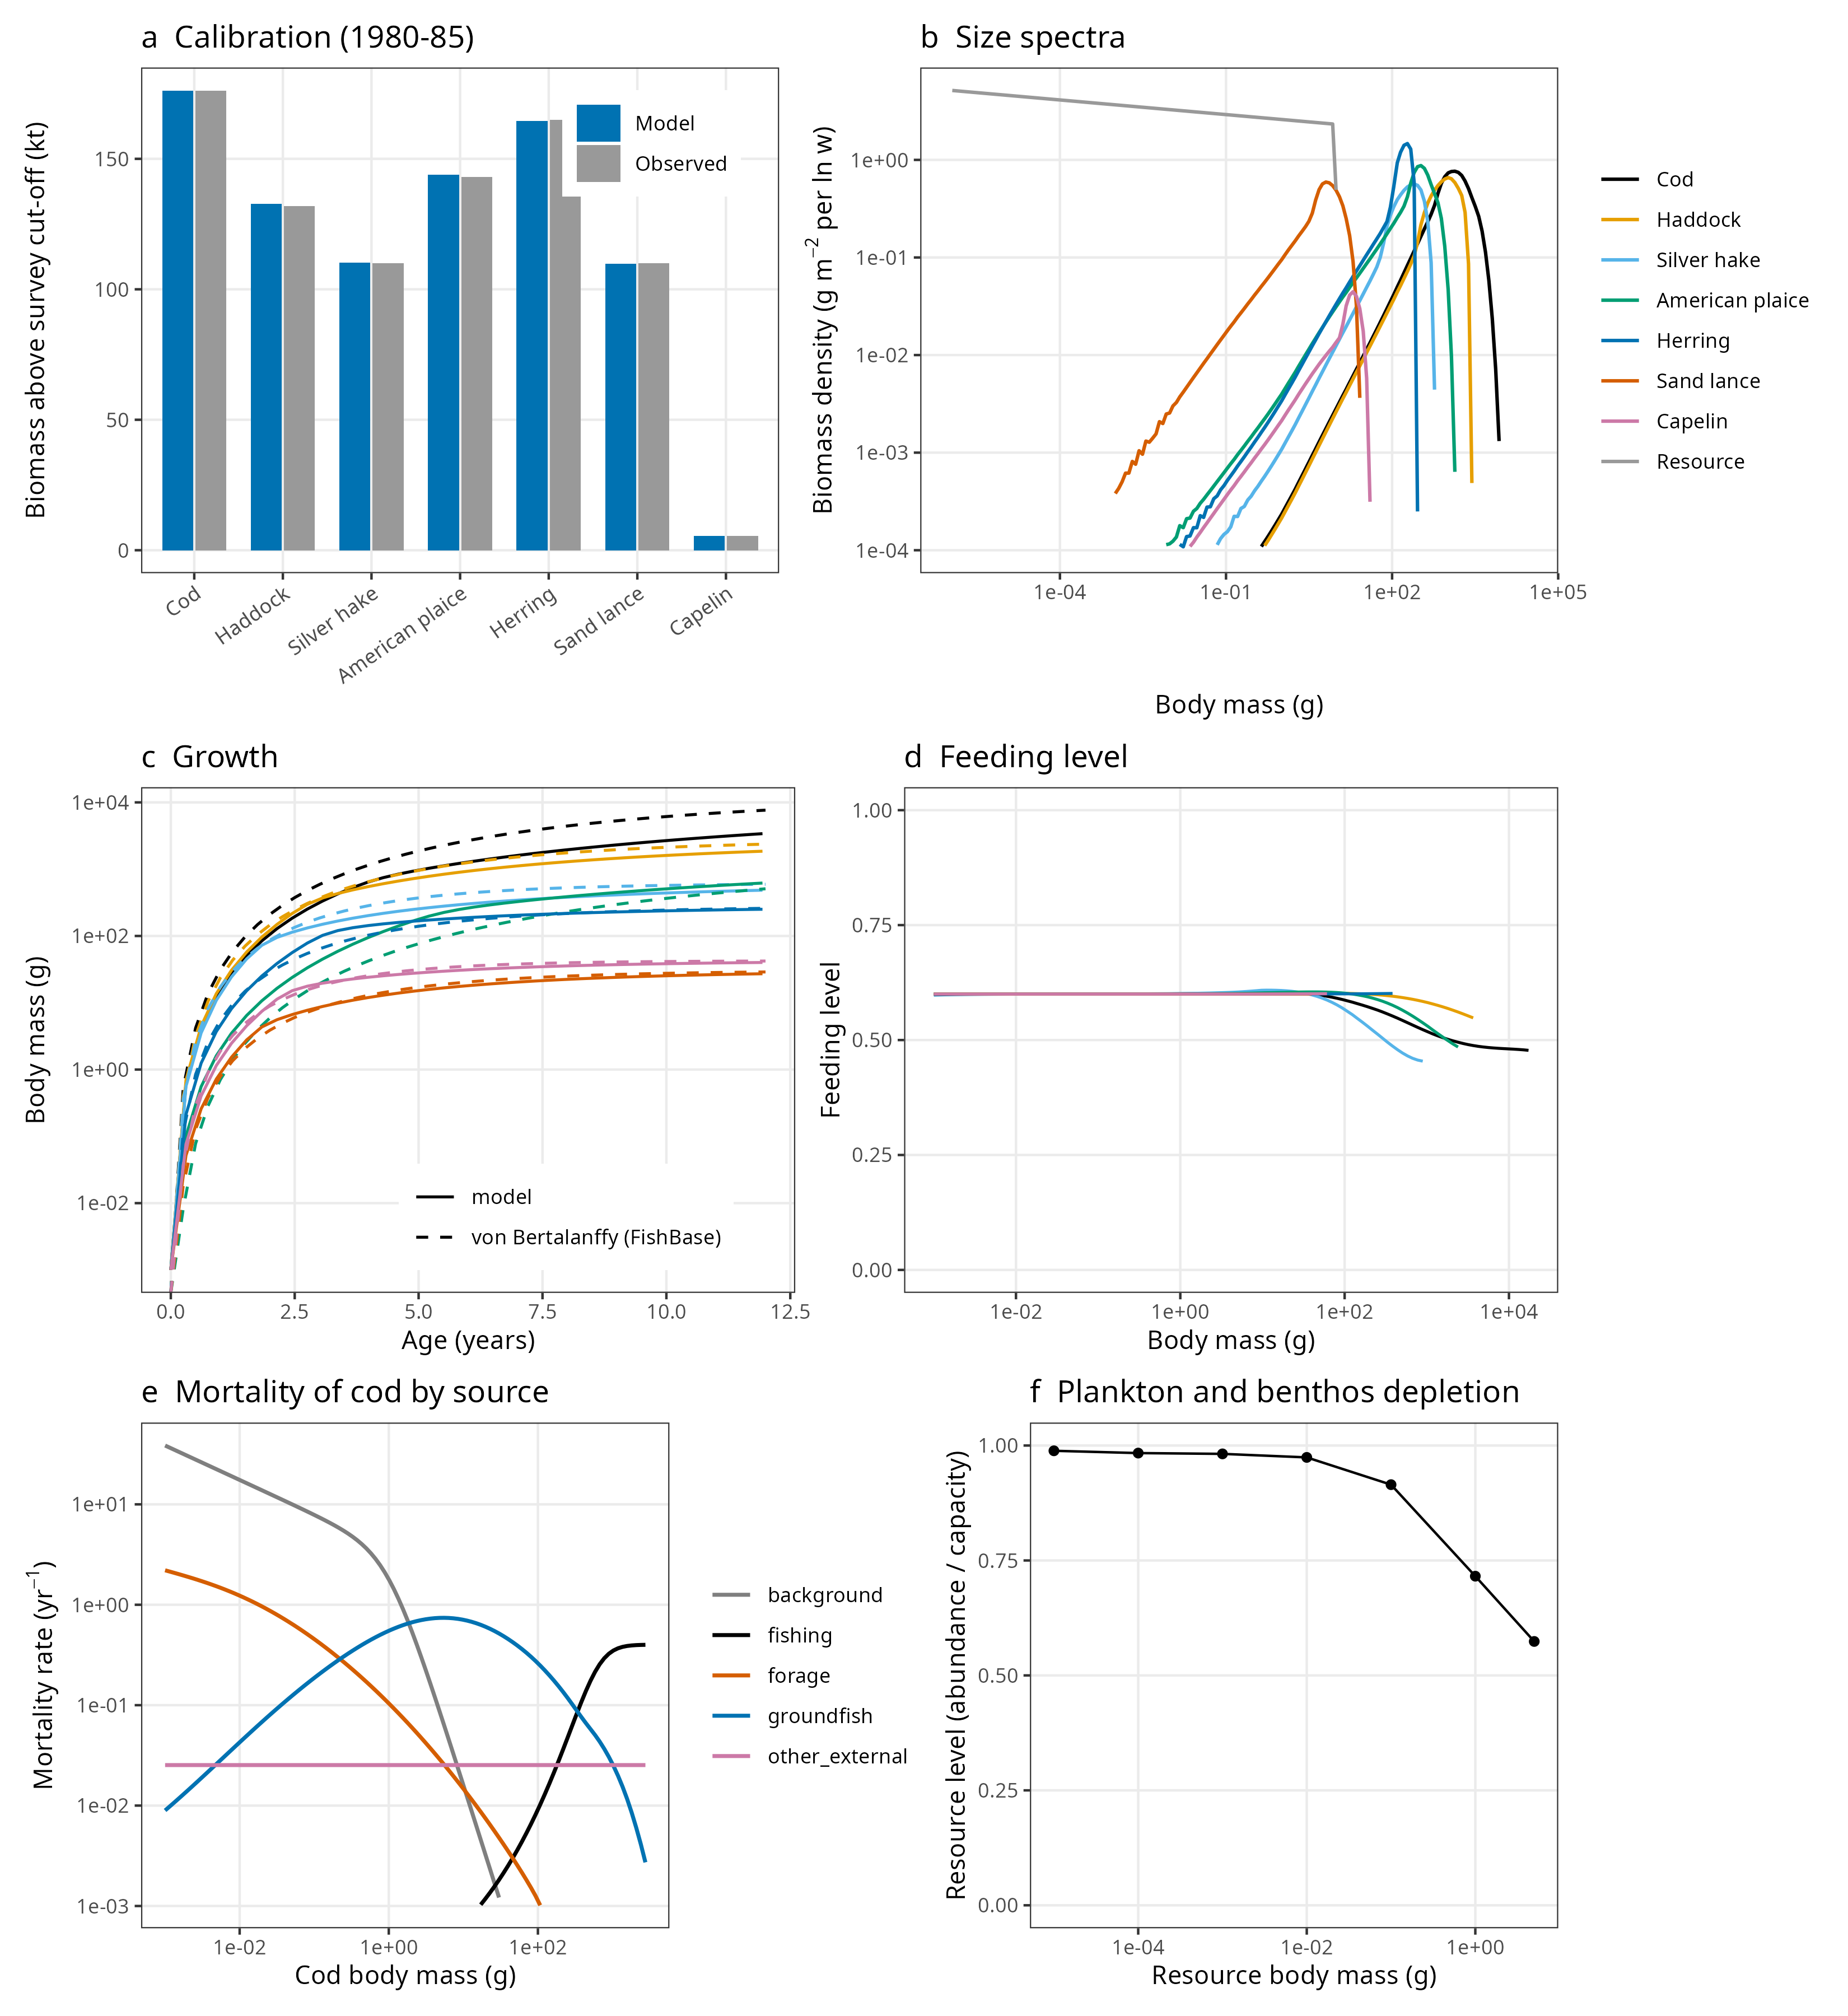 a Calibration (1980-85)
Biomass above survey cut-off (kt)
150
100
50
0
Model
Observed
Cod
Haddock
Silver hake
American plaice
Herring
Sand lance
Capelin
b Size spectra
Biomass density (g m⁻² per ln w)
1e+00
1e-01
1e-02
1e-03
1e-04
1e-04
1e-01
1e+02
1e+05
Body mass (g)
Cod
Haddock
Silver hake
American plaice
Herring
Sand lance
Capelin
Resource
c Growth
Body mass (g)
1e+04
1e+02
1e+00
1e-02
model
von Bertalanffy (FishBase)
0.0
2.5
5.0
7.5
10.0
12.5
Age (years)
d Feeding level
Feeding level
1.00
0.75
0.50
0.25
0.00
1e-02
1e+00
1e+02
1e+04
Body mass (g)
e Mortality of cod by source
Mortality rate (yr⁻¹)
1e+01
1e+00
1e-01
1e-02
1e-03
1e-02
1e+00
1e+02
Cod body mass (g)
background
fishing
forage
groundfish
other_external
f Plankton and benthos depletion
Resource level (abundance / capacity)
1.00
0.75
0.50
0.25
0.00
1e-04
1e-02
1e+00
Resource body mass (g)